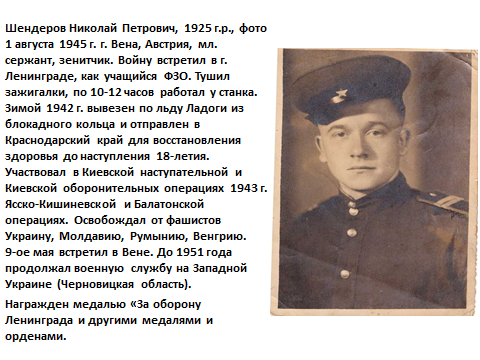 Шендеров Николай Петрович, 1925 г.р., фото
1 августа 1945 г. г. Вена, Австрия, мл.
сержант, зенитчик. Войну встретил в г.
Ленинграде, как учащийся ФЗО. Тушил
зажигалки, по 10-12 часов работал у станка.
Зимой 1942 г. вывезен по льду Ладоги из
блокадного кольца и отправлен в
Краснодарский край для восстановления
здоровья до наступления 18-летия.
Участвовал в Киевской наступательной и
Киевской оборонительных операциях 1943 г.
Ясско-Кишиневской и Балатонской
операциях. Освобождал от фашистов
Украину, Молдавию, Румынию, Венгрию.
9-ое мая встретил в Вене. До 1951 года
продолжал военную службу на Западной
Украине (Черновицкая область).
Награжден медалью «За оборону
Ленинграда и другими медалями и
орденами.